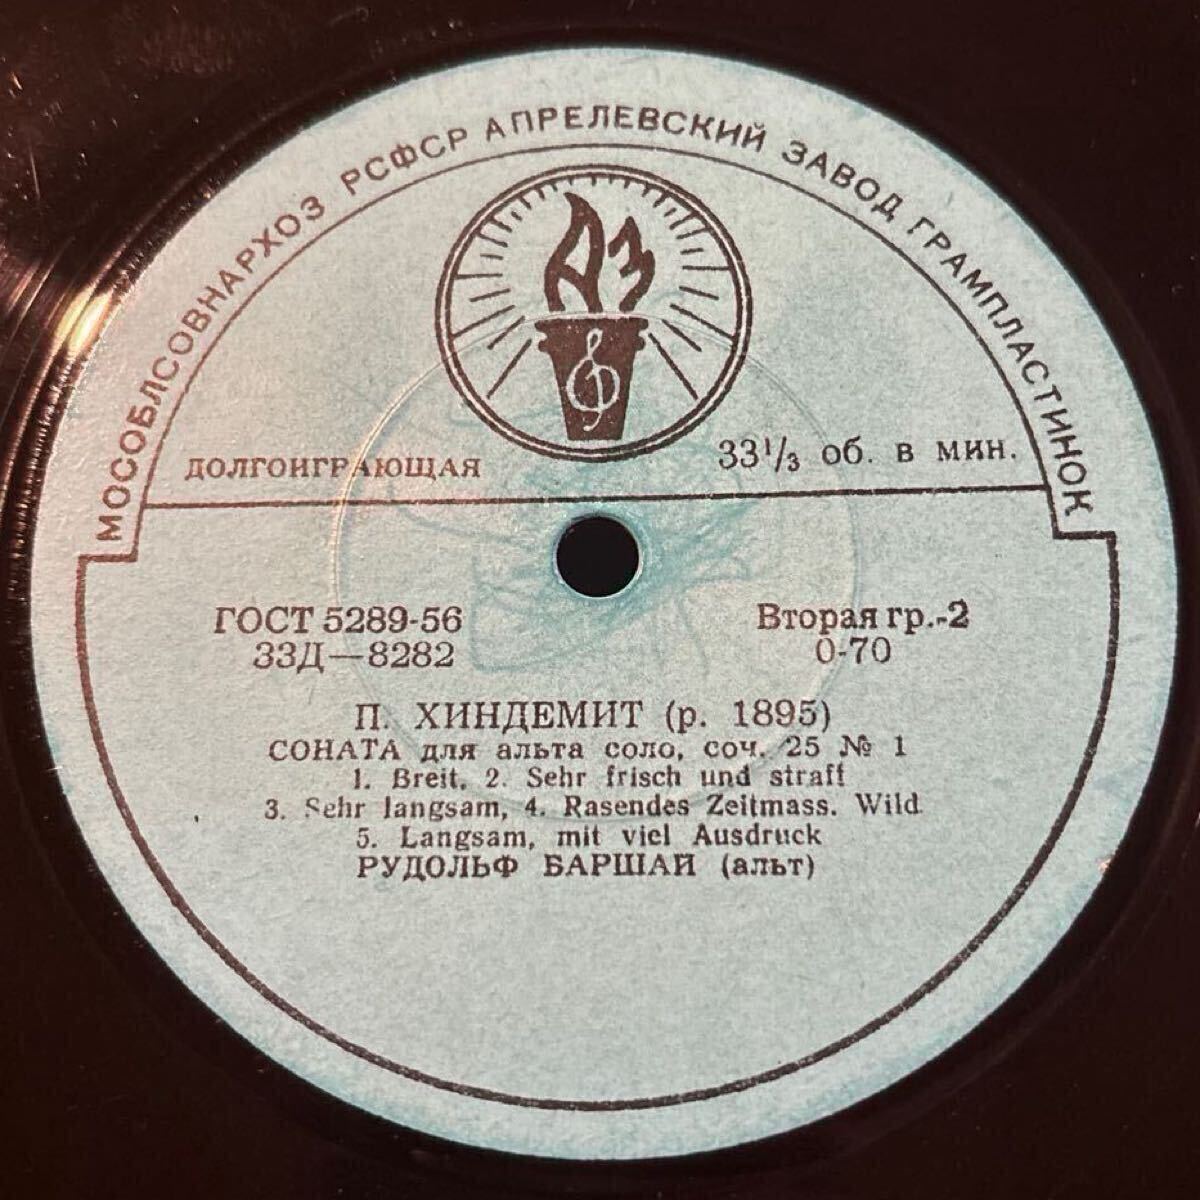 МОСОБЛСОВНАРХОЗ РСФСР АПРЕЛЕВСКИЙ ЗАВОД ГРАМПЛАСТИНОК
АЗ
ДОЛГОИГРАЮЩАЯ 33⅓ об. в мин.
ГОСТ 5289-56 Вторая гр.-2
33Д—8282 0-70
П. ХИНДЕМИТ (р. 1895)
СОНАТА для альта соло, соч. 25 № 1
1. Breit, 2. Sehr frisch und straff
3. Sehr langsam, 4. Rasendes Zeitmass. Wild
5. Langsam, mit viel Ausdruck
РУДОЛЬФ БАРШАЙ (альт)